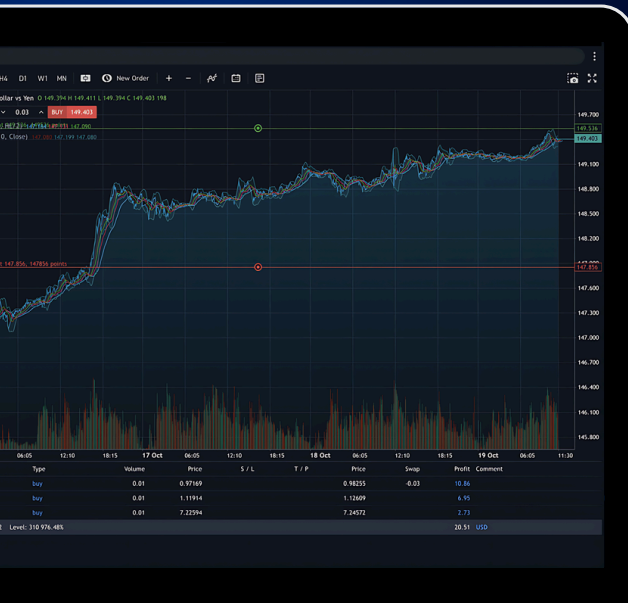 H4 D1 W1 MN New Order + −
ollar vs Yen O 149.394 H 149.411 L 149.394 C 149.403 198
0.03 BUY 149.403
147.090
0, Close) 147.080 147.199 147.080
147.856, 147856 points
149.700
149.536
149.403
149.100
148.800
148.500
148.200
147.856
147.600
147.300
147.000
146.700
146.400
146.100
145.800
06:05 12:10 18:15 17 Oct 06:05 12:10 18:15 18 Oct 06:05 12:10 18:15 19 Oct 06:05 11:30
Type Volume Price S / L T / P Price Swap Profit Comment
buy 0.01 0.97169 0.98255 -0.03 10.86
buy 0.01 1.11914 1.12609 6.95
buy 0.01 7.22594 7.24572 2.73
Level: 310 976.48% 20.51 USD